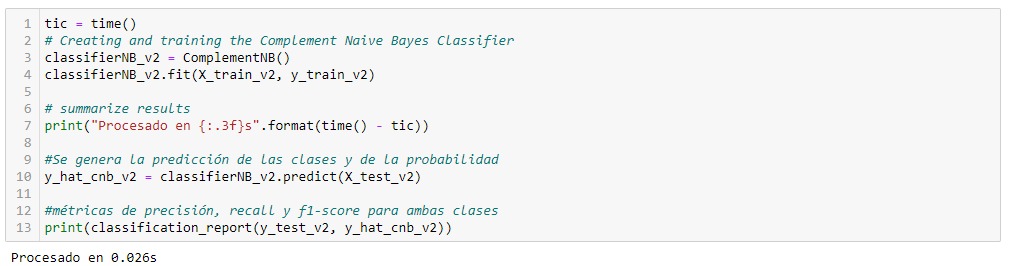 1 tic = time()
2 # Creating and training the Complement Naive Bayes Classifier
3 classifierNB_v2 = ComplementNB()
4 classifierNB_v2.fit(X_train_v2, y_train_v2)
5
6 # summarize results
7 print("Procesado en {:.3f}s".format(time() - tic))
8
9 #Se genera la predicción de las clases y de la probabilidad
10 y_hat_cnb_v2 = classifierNB_v2.predict(X_test_v2)
11
12 #métricas de precisión, recall y f1-score para ambas clases
13 print(classification_report(y_test_v2, y_hat_cnb_v2))
Procesado en 0.026s